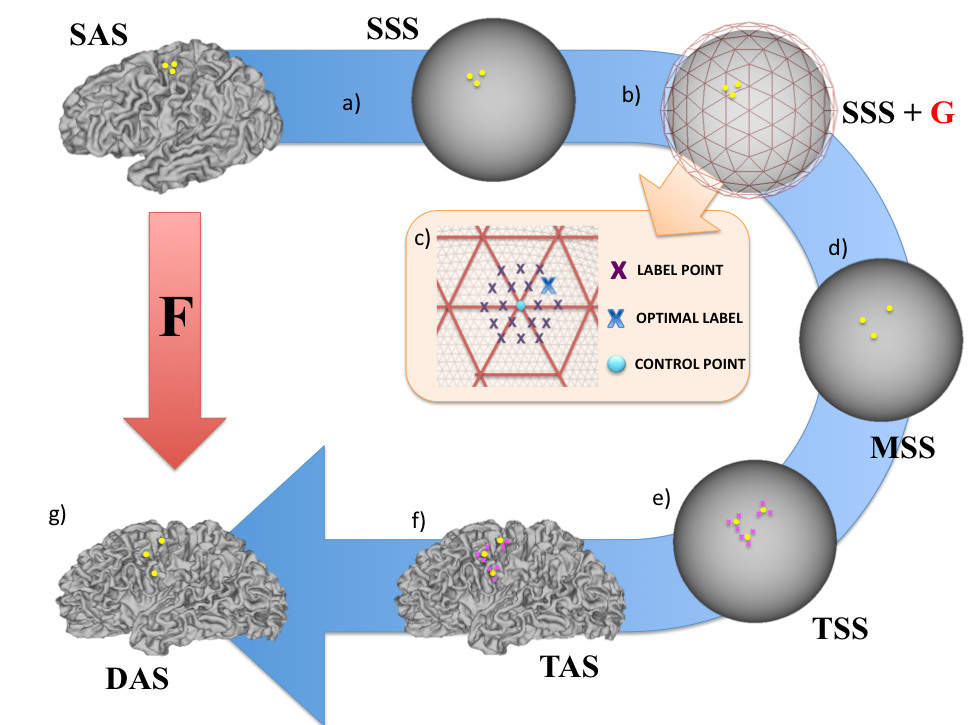 SAS
SSS
a)
b)
SSS + G
c)
LABEL POINT
OPTIMAL LABEL
CONTROL POINT
d)
F
MSS
e)
TSS
f)
TAS
g)
DAS